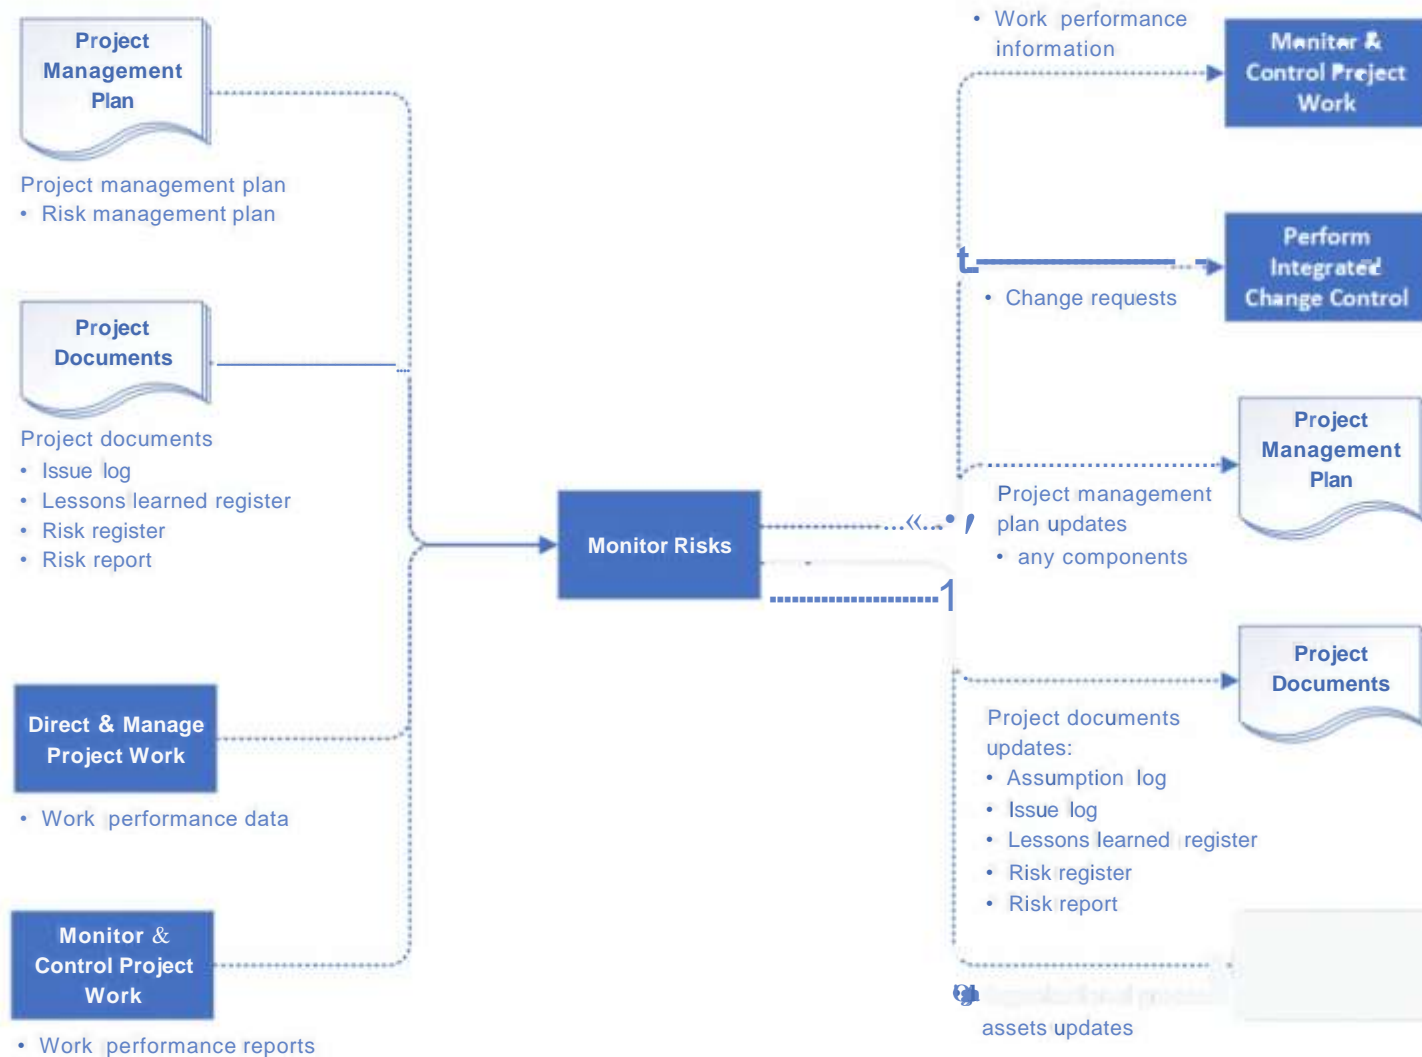 Project
Management
Plan
Project management plan
• Risk management plan
Project
Documents
Project documents
• Issue log
• Lessons learned register
• Risk register
• Risk report
Direct & Manage
Project Work
• Work performance data
Monitor &
Control Project
Work
• Work performance reports
Monitor Risks
• Work performance
information
Moniter &
Control Preject
Work
Perform
Integrated
Change Control
• Change requests
Project
Management
Plan
Project management
plan updates
• any components
Project
Documents
Project documents
updates:
• Assumption log
• Issue log
• Lessons learned register
• Risk register
• Risk report
assets updates